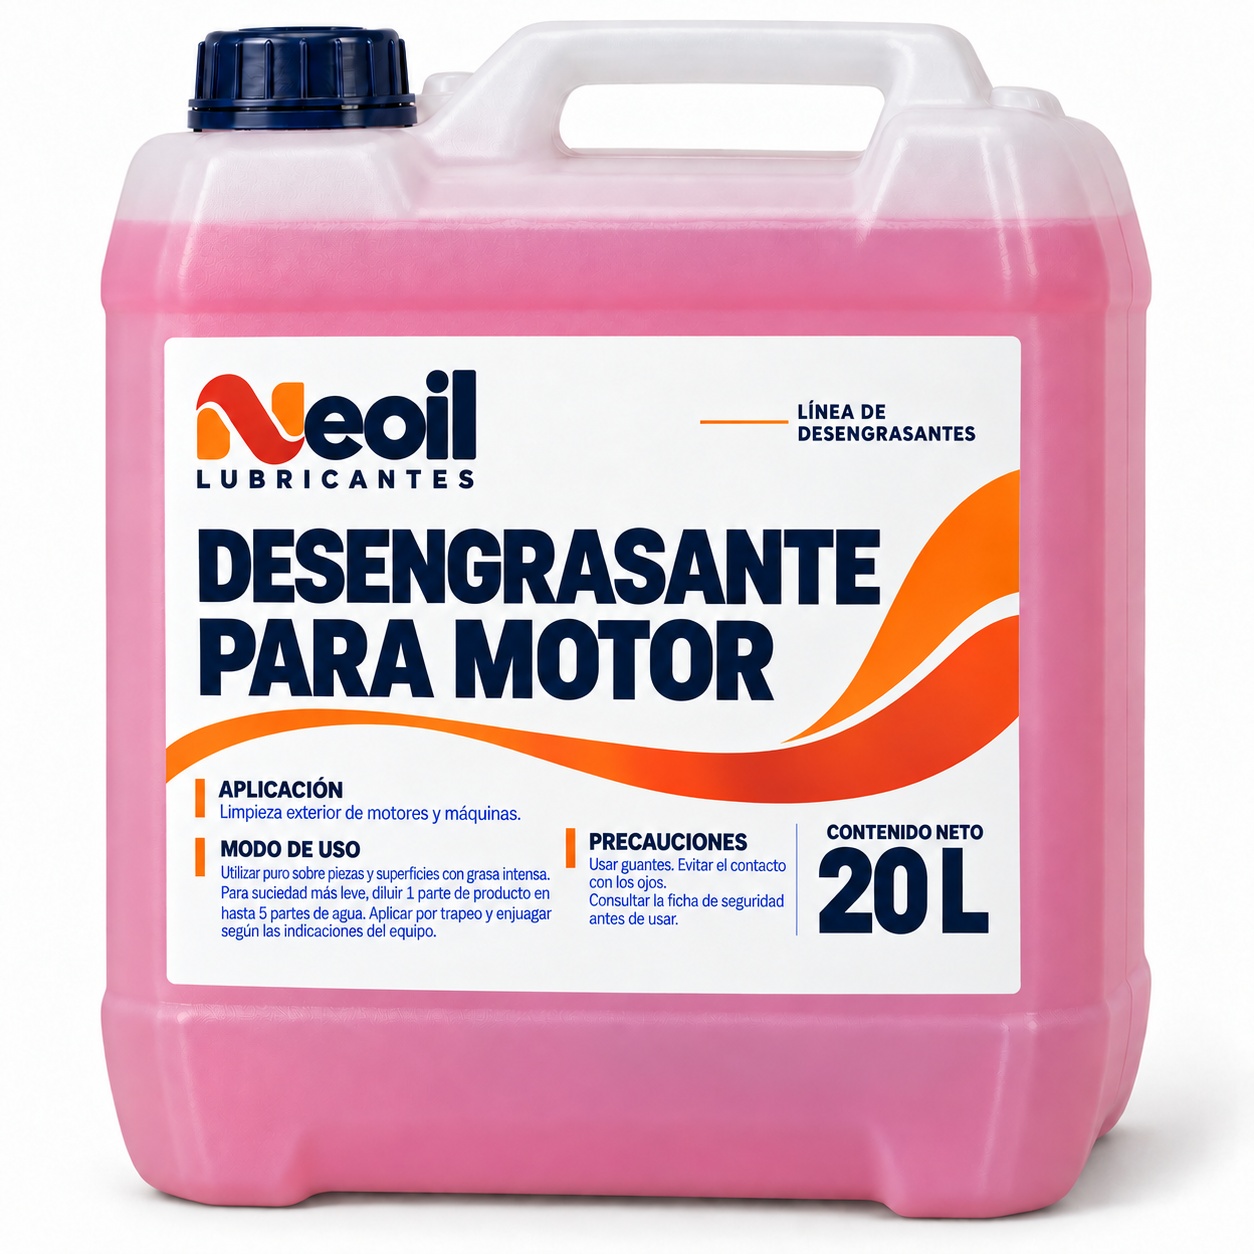 Neoil
LUBRICANTES
LÍNEA DE
DESENGRASANTES
DESENGRASANTE
PARA MOTOR
APLICACIÓN
Limpieza exterior de motores y máquinas.
MODO DE USO
Utilizar puro sobre piezas y superficies con grasa intensa.
Para suciedad más leve, diluir 1 parte de producto en
hasta 5 partes de agua. Aplicar por trapeo y enjuagar
según las indicaciones del equipo.
PRECAUCIONES
Usar guantes. Evitar el contacto
con los ojos.
Consultar la ficha de seguridad
antes de usar.
CONTENIDO NETO
20 L